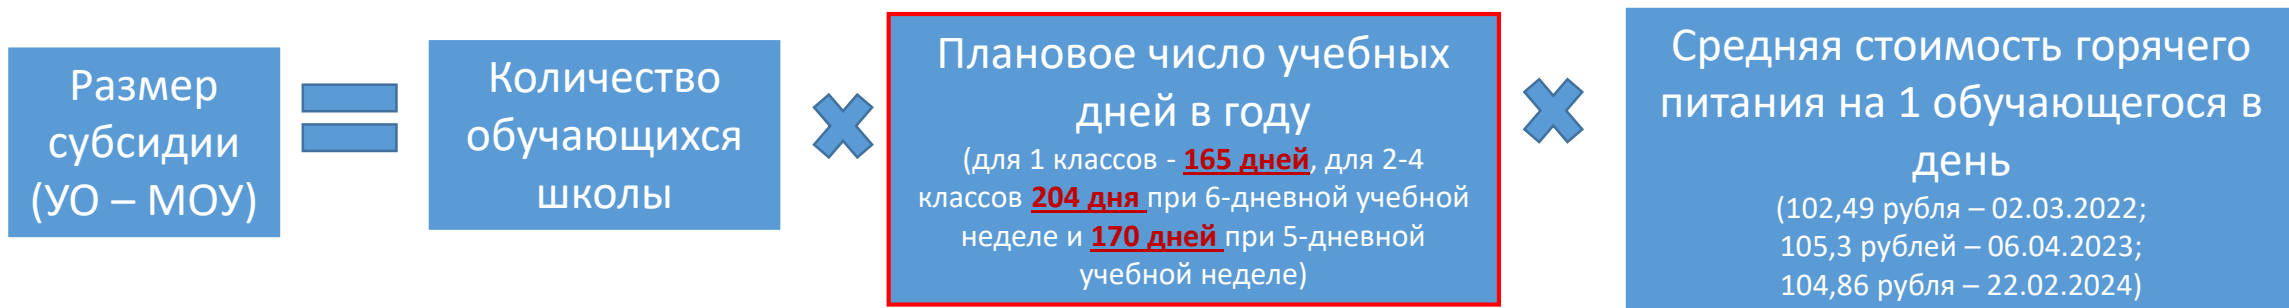 Размер
субсидии
(УО – МОУ)
Количество
обучающихся
школы
Плановое число учебных
дней в году
(для 1 классов - 165 дней, для 2-4
классов 204 дня при 6-дневной учебной
неделе и 170 дней при 5-дневной
учебной неделе)
Средняя стоимость горячего
питания на 1 обучающегося в
день
(102,49 рубля – 02.03.2022;
105,3 рублей – 06.04.2023;
104,86 рубля – 22.02.2024)